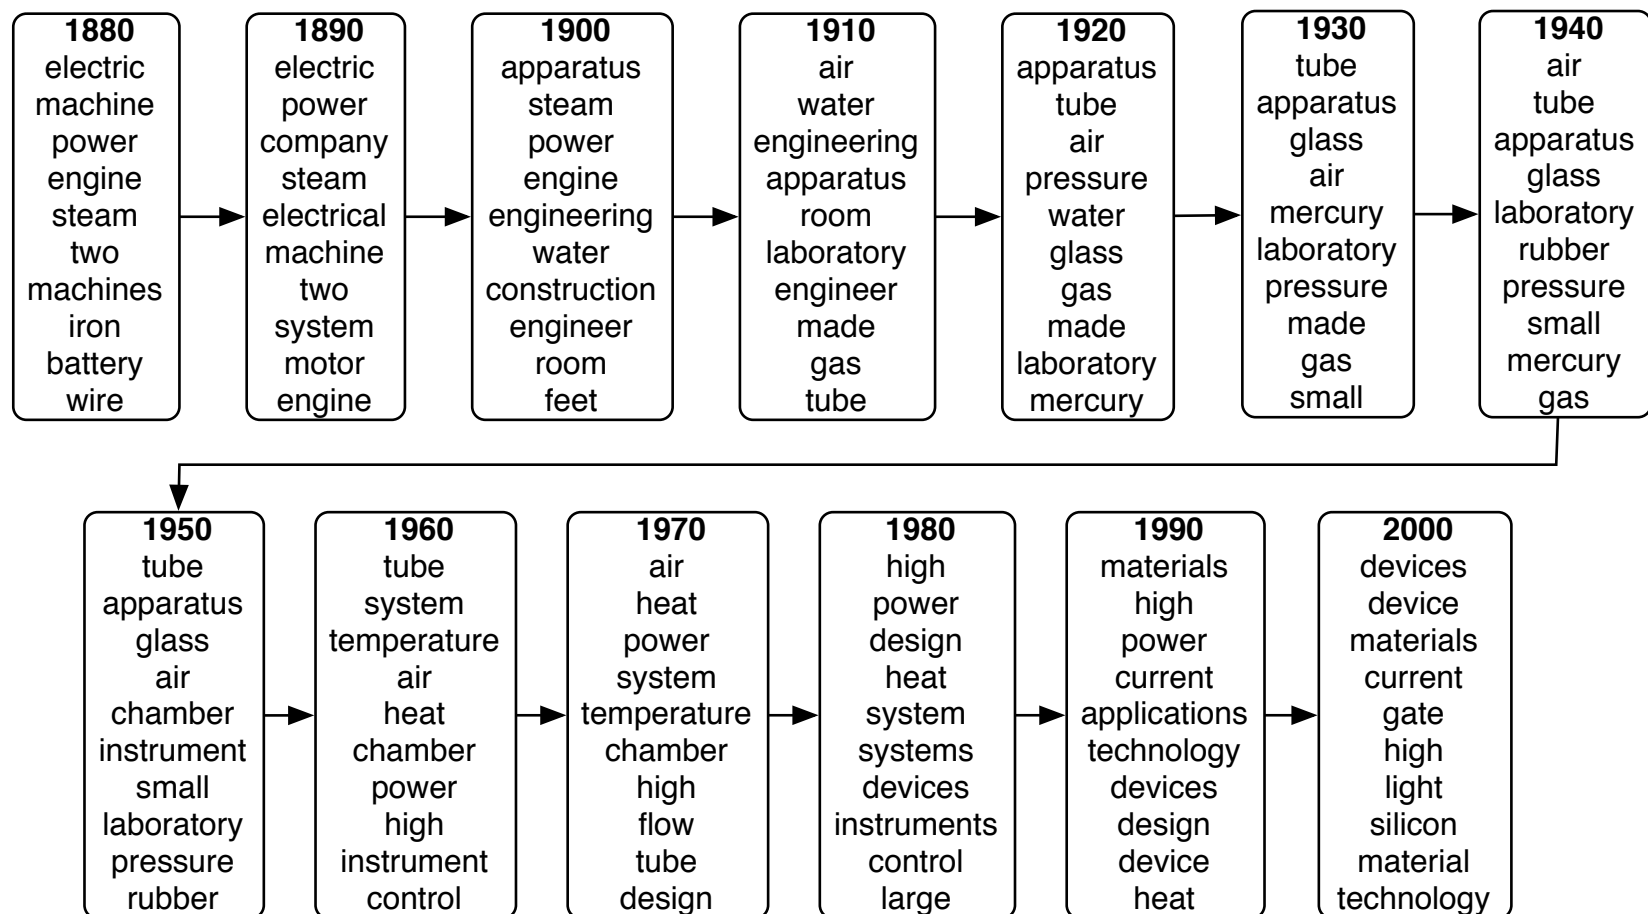 1880
electric
machine
power
engine
steam
two
machines
iron
battery
wire
1890
electric
power
company
steam
electrical
machine
two
system
motor
engine
1900
apparatus
steam
power
engine
engineering
water
construction
engineer
room
feet
1910
air
water
engineering
apparatus
room
laboratory
engineer
made
gas
tube
1920
apparatus
tube
air
pressure
water
glass
gas
made
laboratory
mercury
1930
tube
apparatus
glass
air
mercury
laboratory
pressure
made
gas
small
1940
air
tube
apparatus
glass
laboratory
rubber
pressure
small
mercury
gas
1950
tube
apparatus
glass
air
chamber
instrument
small
laboratory
pressure
rubber
1960
tube
system
temperature
air
heat
chamber
power
high
instrument
control
1970
air
heat
power
system
temperature
chamber
high
flow
tube
design
1980
high
power
design
heat
system
systems
devices
instruments
control
large
1990
materials
high
power
current
applications
technology
devices
design
device
heat
2000
devices
device
materials
current
gate
high
light
silicon
material
technology